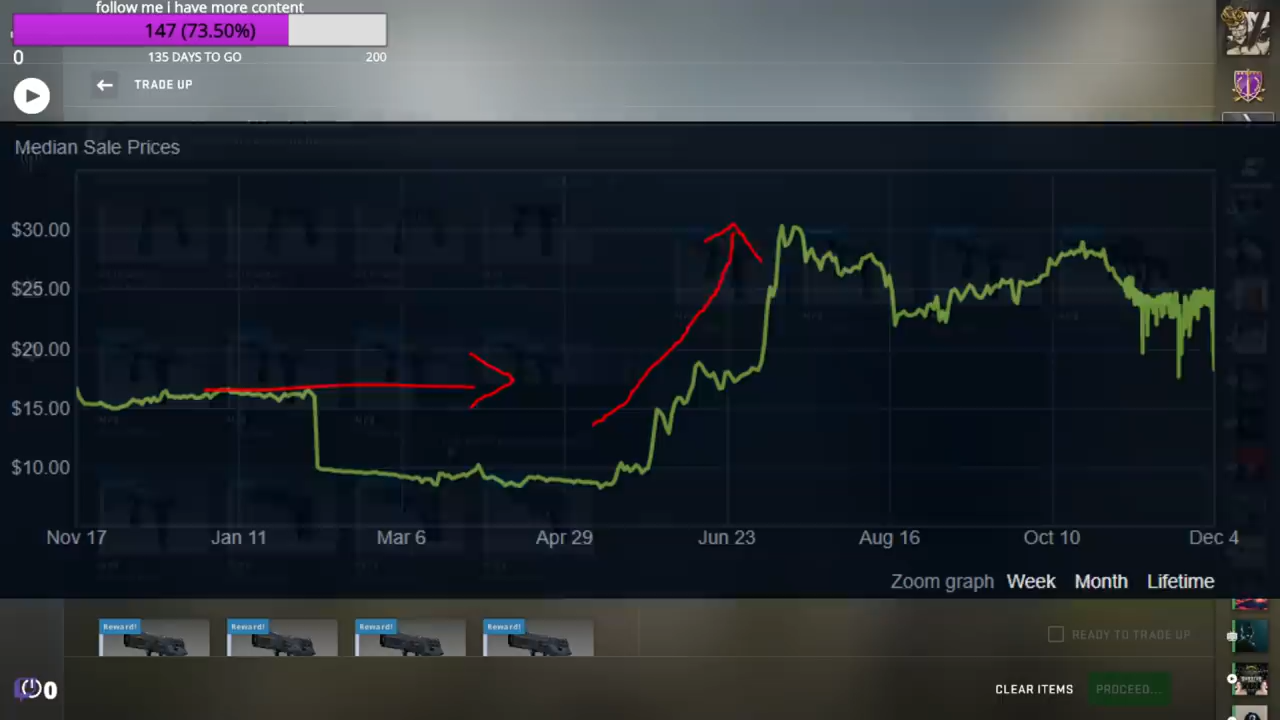 follow me i have more content
147 (73.50%)
0
135 DAYS TO GO
200
TRADE UP
Median Sale Prices
$30.00
$25.00
$20.00
$15.00
$10.00
Nov 17
Jan 11
Mar 6
Apr 29
Jun 23
Aug 16
Oct 10
Dec 4
Zoom graph
Week
Month
Lifetime
Reward!
Reward!
Reward!
Reward!
READY TO TRADE UP
0
CLEAR ITEMS
PROCEED...